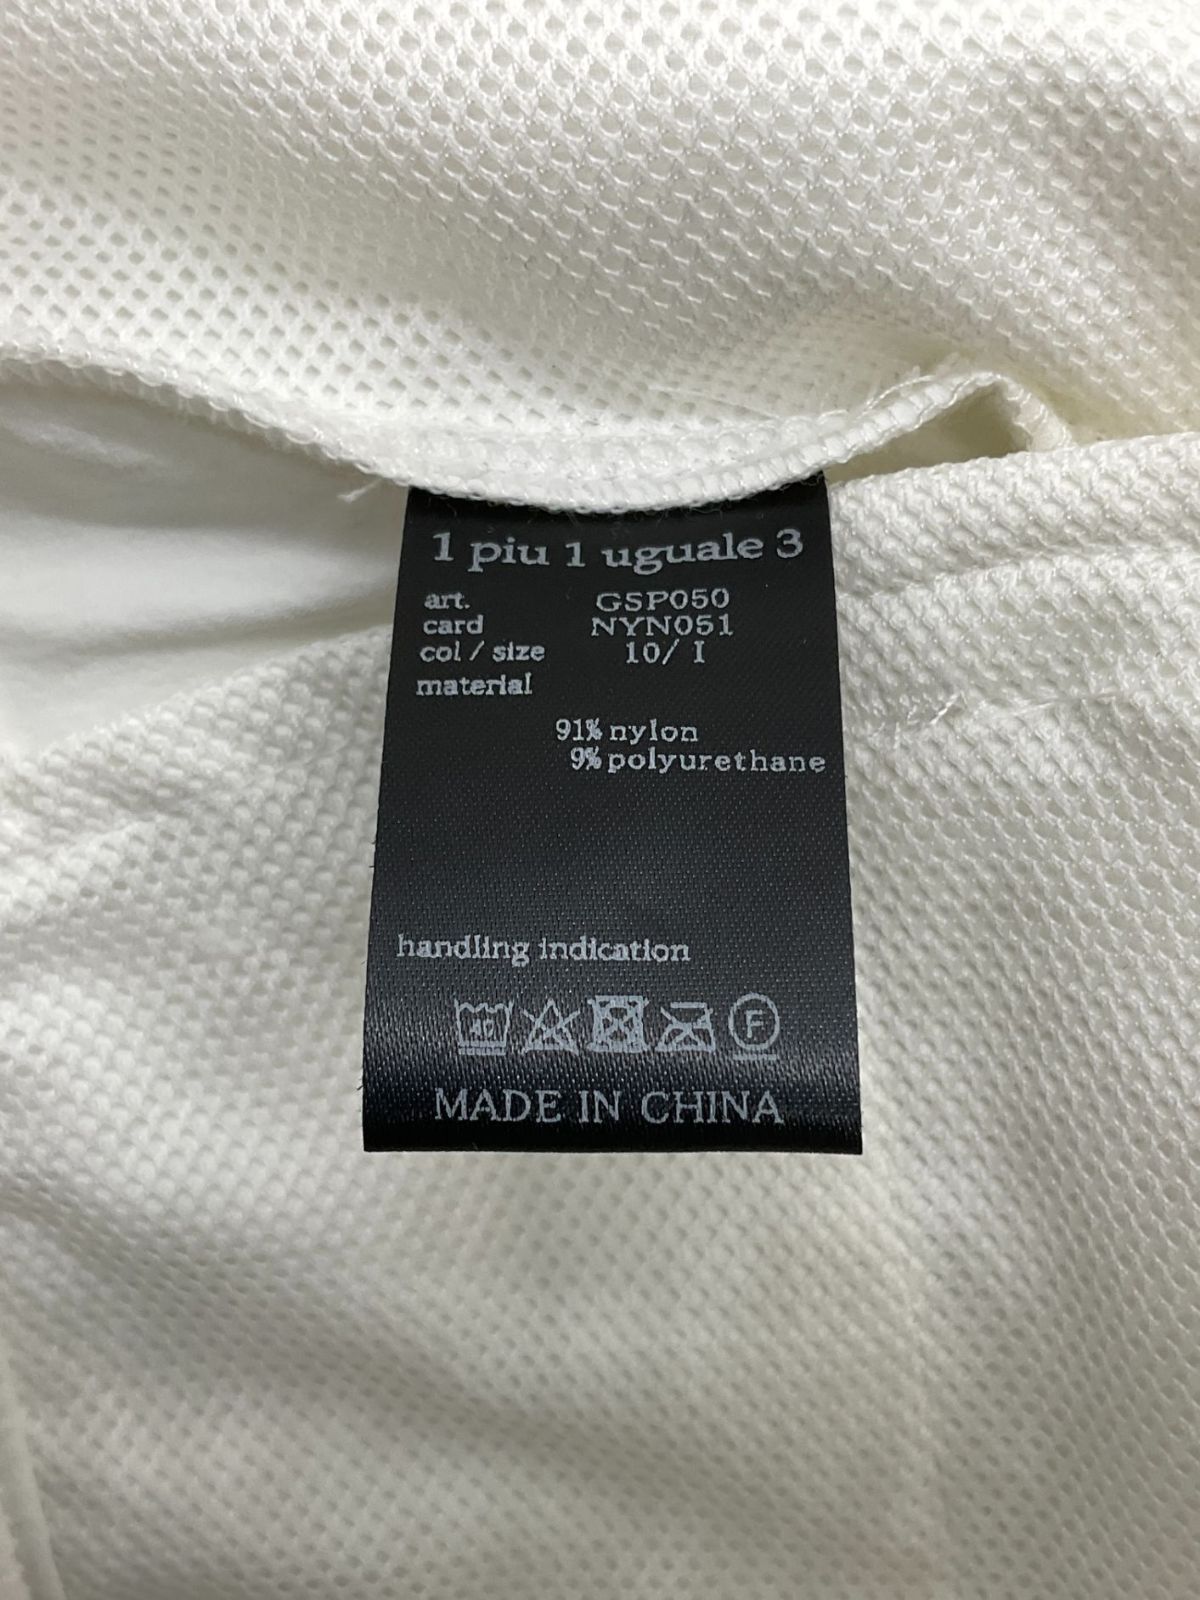 1 piu 1 uguale 3
art. GSP050
card NYN051
col / size 10/ I
material
91% nylon
9% polyurethane
handling indication
40 F
MADE IN CHINA